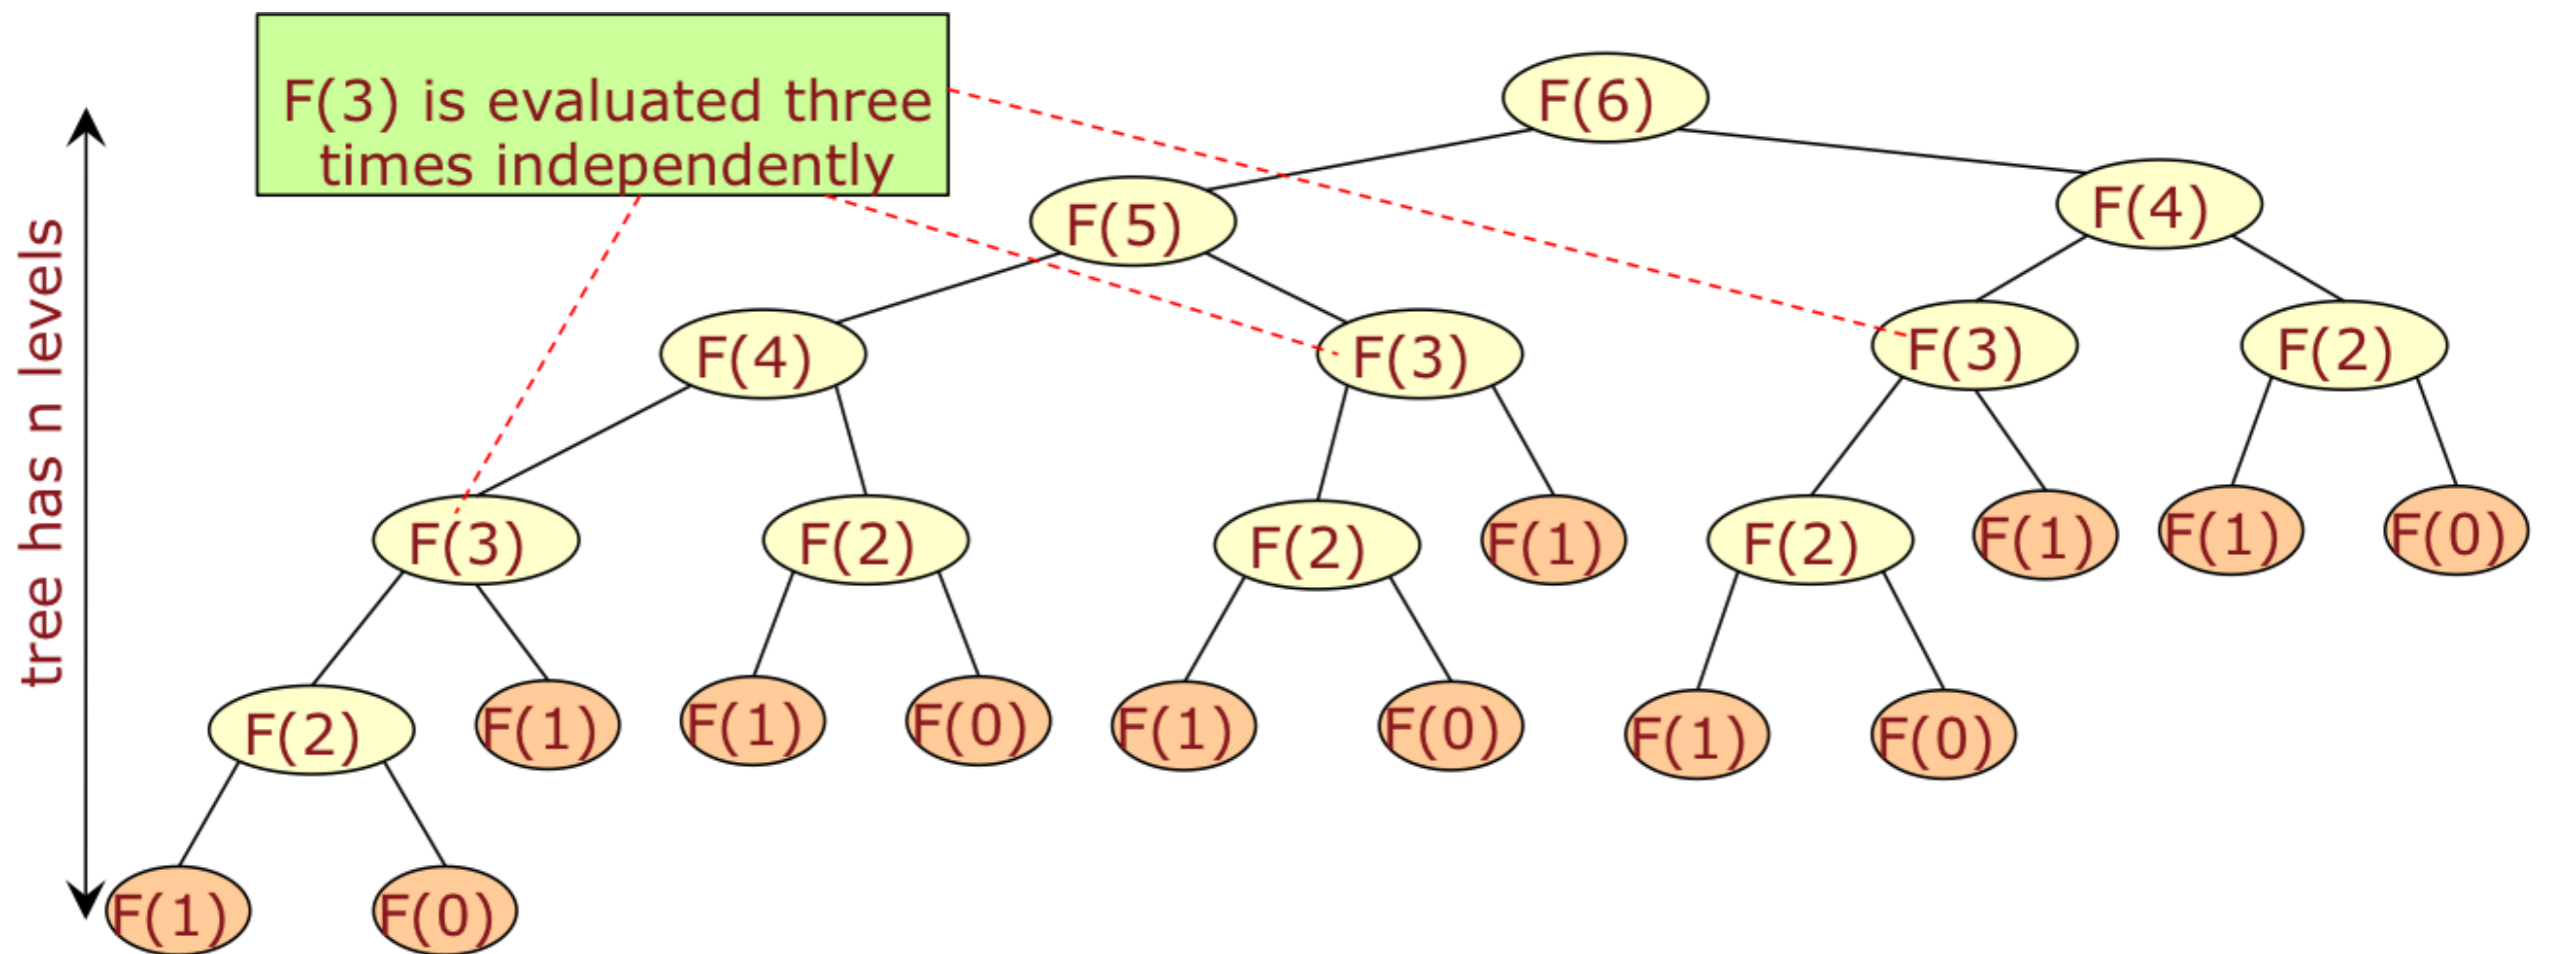 F(3) is evaluated three
times independently
tree has n levels
F(6)
F(5)
F(4)
F(4)
F(3)
F(3)
F(2)
F(3)
F(2)
F(2)
F(1)
F(2)
F(1)
F(1)
F(0)
F(2)
F(1)
F(1)
F(0)
F(1)
F(0)
F(1)
F(0)
F(1)
F(0)